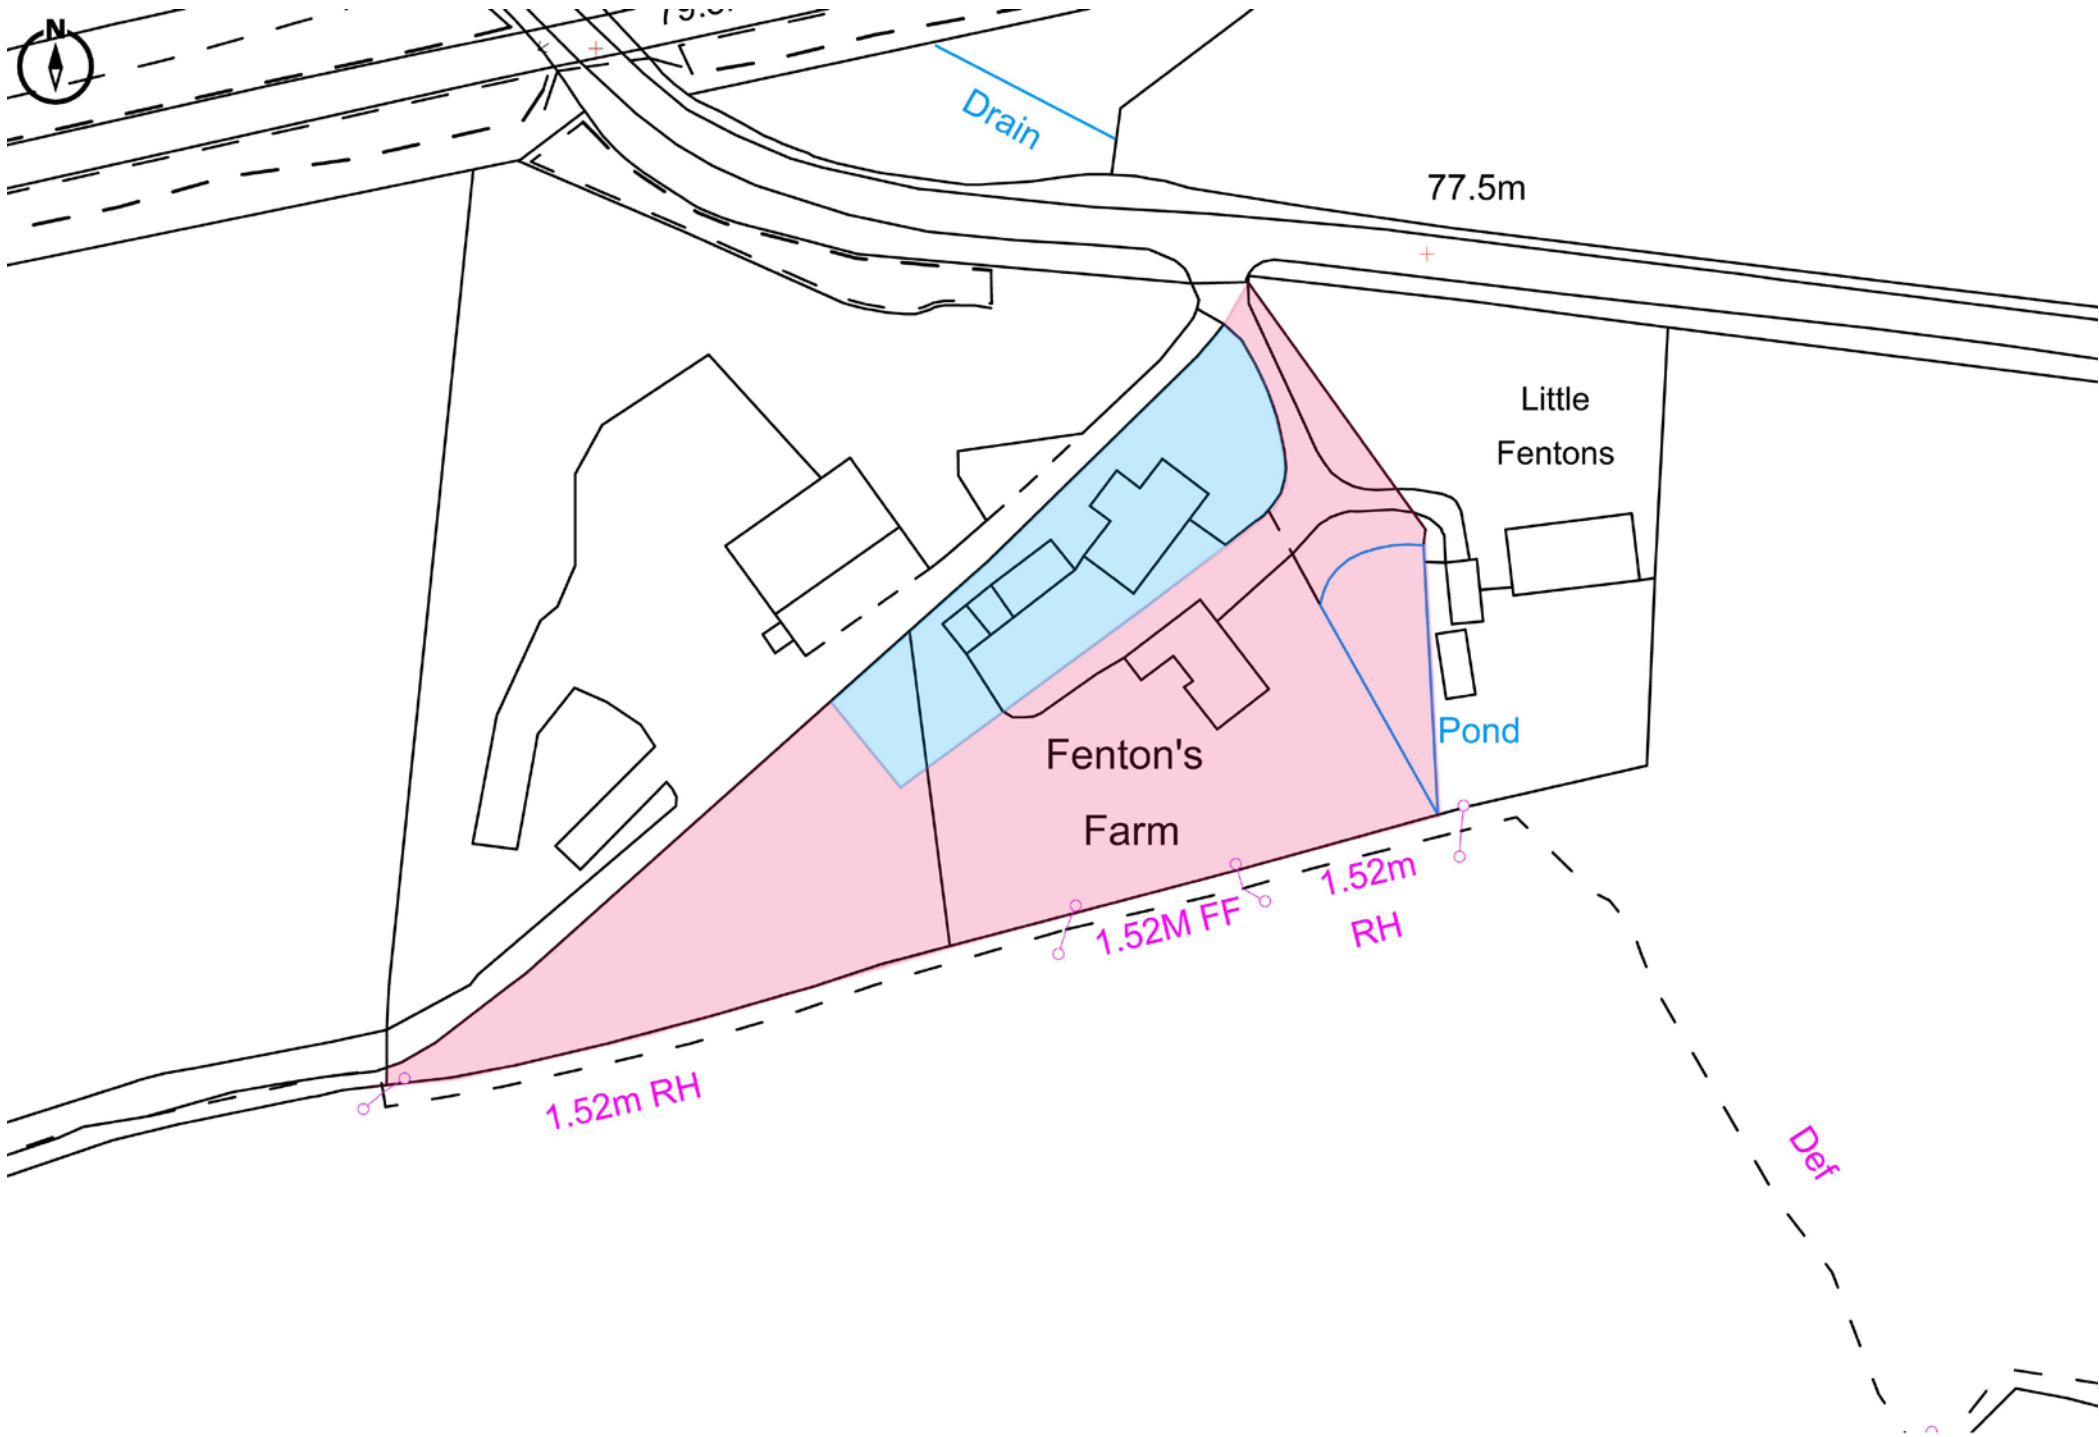 N
Drain
77.5m
Little
Fentons
Pond
Fenton's
Farm
1.52m
RH
1.52M FF
1.52m RH
Def